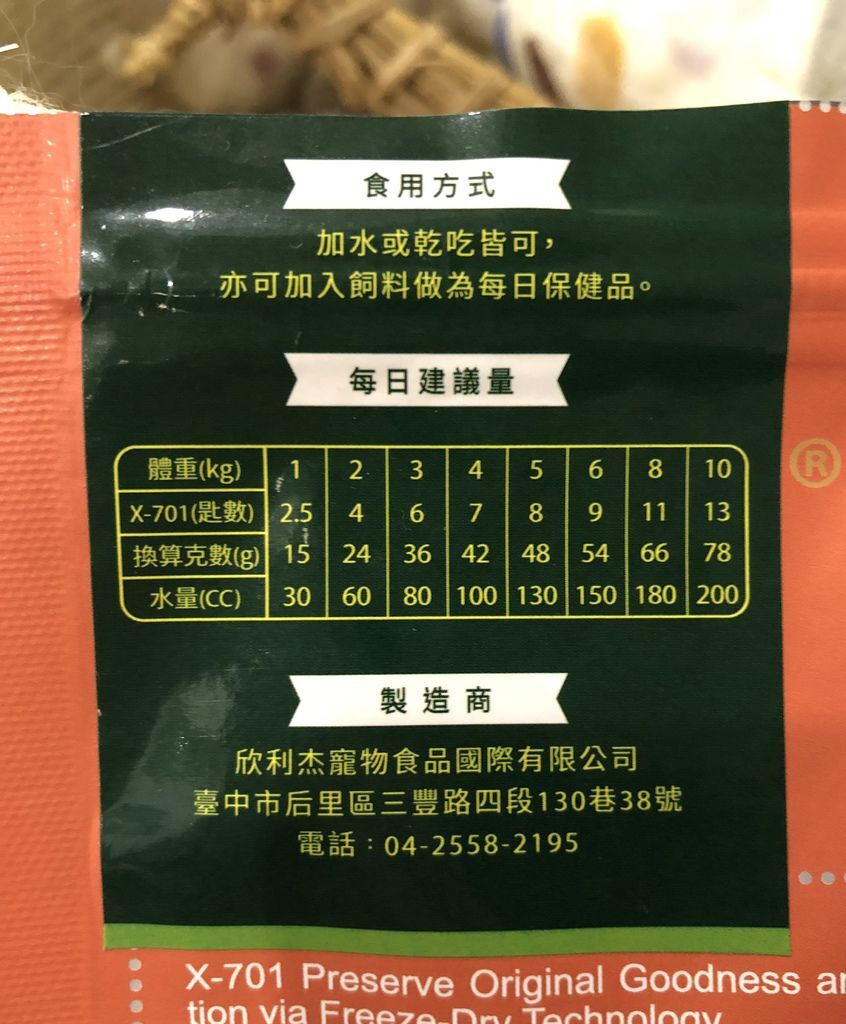 食用方式
加水或乾吃皆可，
亦可加入飼料做為每日保健品。
每日建議量
體重(kg) 1 2 3 4 5 6 8 10
X-701(匙數) 2.5 4 6 7 8 9 11 13
換算克數(g) 15 24 36 42 48 54 66 78
水量(CC) 30 60 80 100 130 150 180 200
®
製造商
欣利杰寵物食品國際有限公司
臺中市后里區三豐路四段130巷38號
電話：04-2558-2195
X-701 Preserve Original Goodness
tion via Freeze-Dry Technology